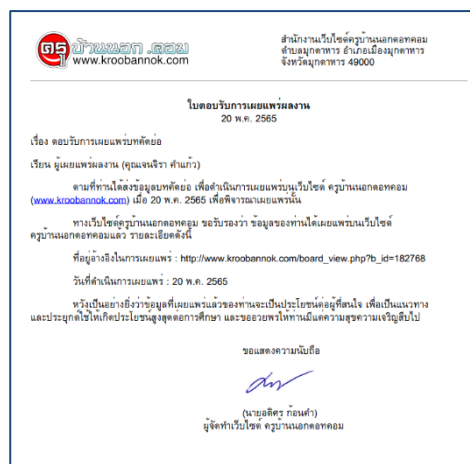 ครูบ้านนอก.คอม
www.kroobannok.com
สำนักงานเว็บไซต์ครูบ้านนอกดอทคอม
ตำบลมุกดาหาร อำเภอเมืองมุกดาหาร
จังหวัดมุกดาหาร 49000
ใบตอบรับการเผยแพร่ผลงาน
20 พ.ค. 2565
เรื่อง ตอบรับการเผยแพร่บทคัดย่อ
เรียน ผู้เผยแพร่ผลงาน (คุณเจนจิรา คำแก้ว)
ตามที่ท่านได้ส่งข้อมูลบทคัดย่อ เพื่อดำเนินการเผยแพร่บนเว็บไซต์ ครูบ้านนอกดอทคอม
(www.kroobannok.com) เมื่อ 20 พ.ค. 2565 เพื่อพิจารณาเผยแพร่นั้น
ทางเว็บไซต์ครูบ้านนอกดอทคอม ขอรับรองว่า ข้อมูลของท่านได้เผยแพร่บนเว็บไซต์
ครูบ้านนอกดอทคอมแล้ว รายละเอียดดังนี้
ที่อยู่อ้างอิงในการเผยแพร่ : http://www.kroobannok.com/board_view.php?b_id=182768
วันที่ดำเนินการเผยแพร่ : 20 พ.ค. 2565
หวังเป็นอย่างยิ่งว่าข้อมูลที่เผยแพร่แล้วของท่านจะเป็นประโยชน์ต่อผู้ที่สนใจ เพื่อเป็นแนวทาง
และประยุกต์ใช้ให้เกิดประโยชน์สูงสุดต่อการศึกษา และขออวยพรให้ท่านมีแต่ความสุขความเจริญสืบไป
ขอแสดงความนับถือ
(นายอดิศร ก้อนคำ)
ผู้จัดทำเว็บไซต์ ครูบ้านนอกดอทคอม